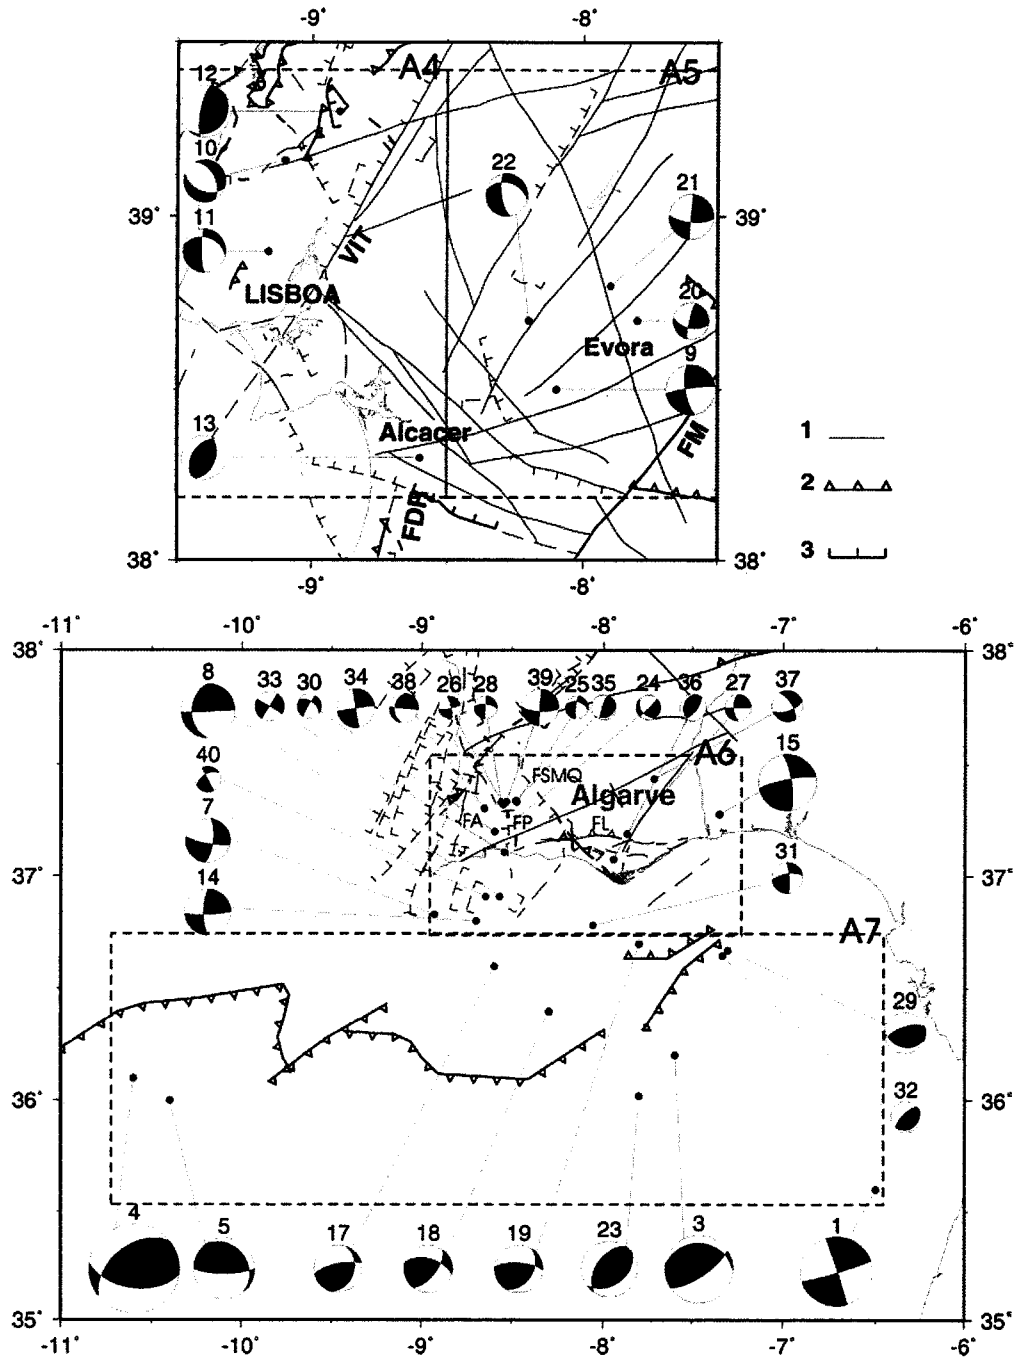 -9° -8°
A4 A5
12
10
22
21
39° 39°
11
VIT
LISBOA
20
Evora
9
13
Alcacer
FM
1
2
FDR
3
38° 38°
-9° -8°
-11° -10° -9° -8° -7° -6°
38° 38°
8 33 30 34 38 26 28 39 25 35 24 36 27 37
A6
15
40
FSMQ
Algarve
7
FA FP FL
31
37° 37°
14
A7
29
36° 36°
32
4 5 17 18 19 23 3 1
35° 35°
-11° -10° -9° -8° -7° -6°